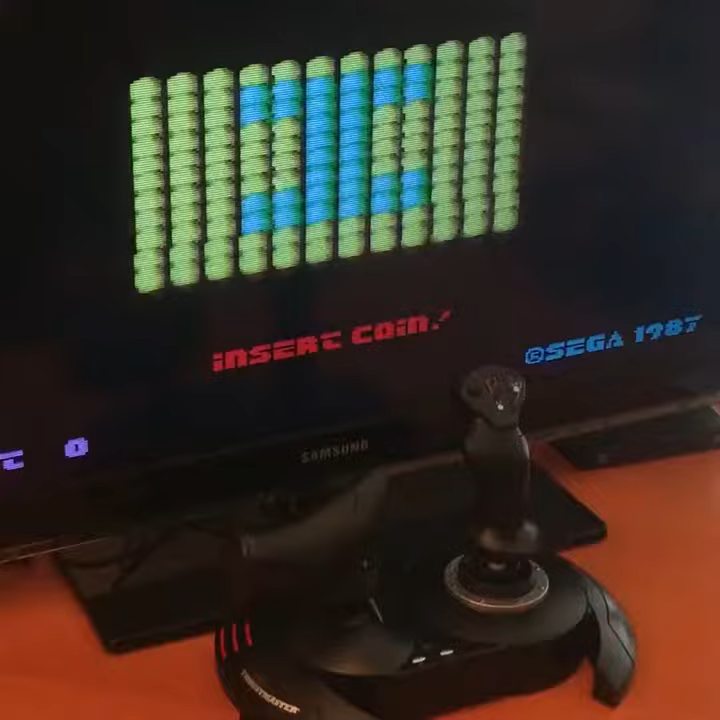 INSERT COIN!
©SEGA 1987
0
SAMSUNG
THRUSTMASTER